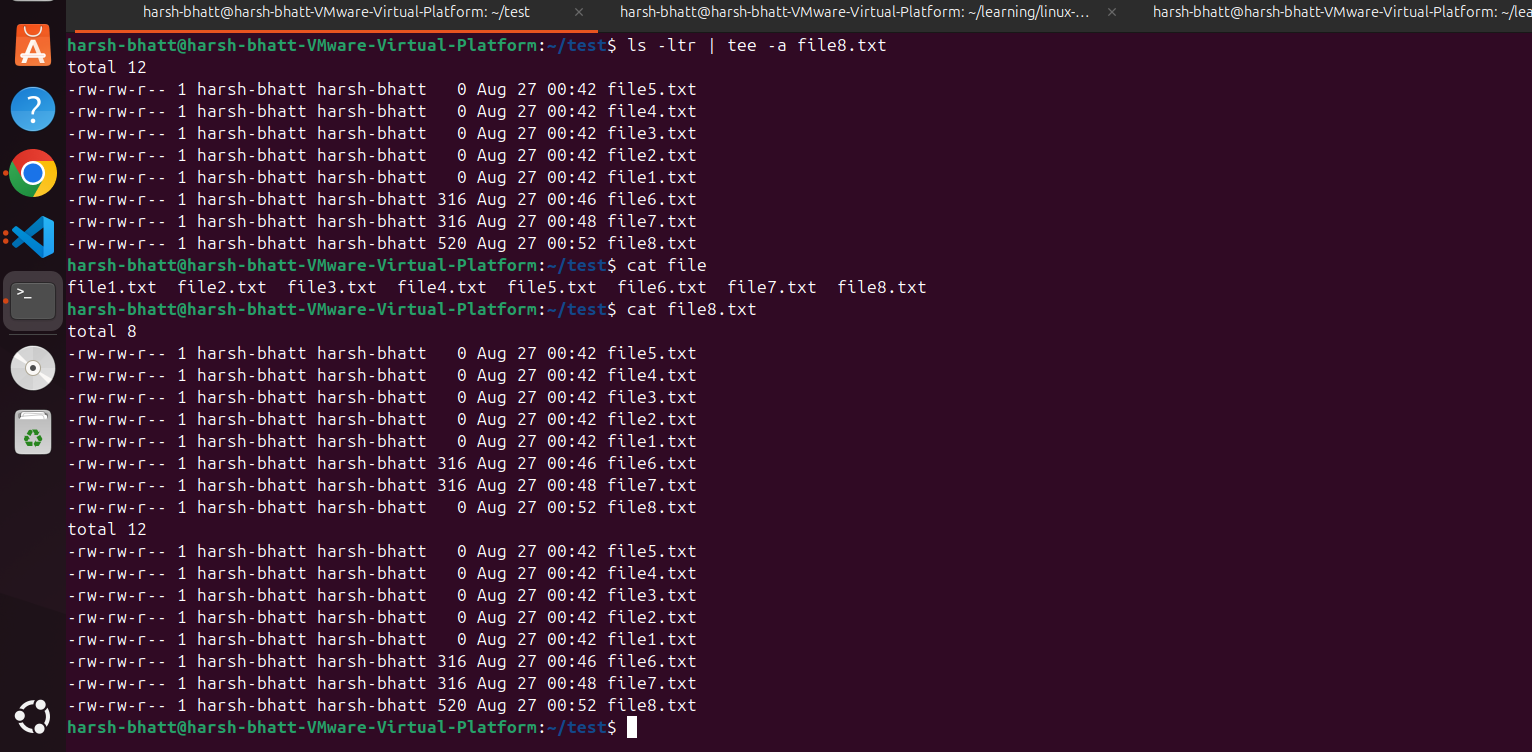 harsh-bhatt@harsh-bhatt-VMware-Virtual-Platform: ~/test × harsh-bhatt@harsh-bhatt-VMware-Virtual-Platform: ~/learning/linux-... × harsh-bhatt@harsh-bhatt-VMware-Virtual-Platform: ~/lea
harsh-bhatt@harsh-bhatt-VMware-Virtual-Platform:~/test$ ls -ltr | tee -a file8.txt
total 12
-rw-rw-r-- 1 harsh-bhatt harsh-bhatt   0 Aug 27 00:42 file5.txt
-rw-rw-r-- 1 harsh-bhatt harsh-bhatt   0 Aug 27 00:42 file4.txt
-rw-rw-r-- 1 harsh-bhatt harsh-bhatt   0 Aug 27 00:42 file3.txt
-rw-rw-r-- 1 harsh-bhatt harsh-bhatt   0 Aug 27 00:42 file2.txt
-rw-rw-r-- 1 harsh-bhatt harsh-bhatt   0 Aug 27 00:42 file1.txt
-rw-rw-r-- 1 harsh-bhatt harsh-bhatt 316 Aug 27 00:46 file6.txt
-rw-rw-r-- 1 harsh-bhatt harsh-bhatt 316 Aug 27 00:48 file7.txt
-rw-rw-r-- 1 harsh-bhatt harsh-bhatt 520 Aug 27 00:52 file8.txt
harsh-bhatt@harsh-bhatt-VMware-Virtual-Platform:~/test$ cat file
file1.txt  file2.txt  file3.txt  file4.txt  file5.txt  file6.txt  file7.txt  file8.txt
harsh-bhatt@harsh-bhatt-VMware-Virtual-Platform:~/test$ cat file8.txt
total 8
-rw-rw-r-- 1 harsh-bhatt harsh-bhatt   0 Aug 27 00:42 file5.txt
-rw-rw-r-- 1 harsh-bhatt harsh-bhatt   0 Aug 27 00:42 file4.txt
-rw-rw-r-- 1 harsh-bhatt harsh-bhatt   0 Aug 27 00:42 file3.txt
-rw-rw-r-- 1 harsh-bhatt harsh-bhatt   0 Aug 27 00:42 file2.txt
-rw-rw-r-- 1 harsh-bhatt harsh-bhatt   0 Aug 27 00:42 file1.txt
-rw-rw-r-- 1 harsh-bhatt harsh-bhatt 316 Aug 27 00:46 file6.txt
-rw-rw-r-- 1 harsh-bhatt harsh-bhatt 316 Aug 27 00:48 file7.txt
-rw-rw-r-- 1 harsh-bhatt harsh-bhatt   0 Aug 27 00:52 file8.txt
total 12
-rw-rw-r-- 1 harsh-bhatt harsh-bhatt   0 Aug 27 00:42 file5.txt
-rw-rw-r-- 1 harsh-bhatt harsh-bhatt   0 Aug 27 00:42 file4.txt
-rw-rw-r-- 1 harsh-bhatt harsh-bhatt   0 Aug 27 00:42 file3.txt
-rw-rw-r-- 1 harsh-bhatt harsh-bhatt   0 Aug 27 00:42 file2.txt
-rw-rw-r-- 1 harsh-bhatt harsh-bhatt   0 Aug 27 00:42 file1.txt
-rw-rw-r-- 1 harsh-bhatt harsh-bhatt 316 Aug 27 00:46 file6.txt
-rw-rw-r-- 1 harsh-bhatt harsh-bhatt 316 Aug 27 00:48 file7.txt
-rw-rw-r-- 1 harsh-bhatt harsh-bhatt 520 Aug 27 00:52 file8.txt
harsh-bhatt@harsh-bhatt-VMware-Virtual-Platform:~/test$